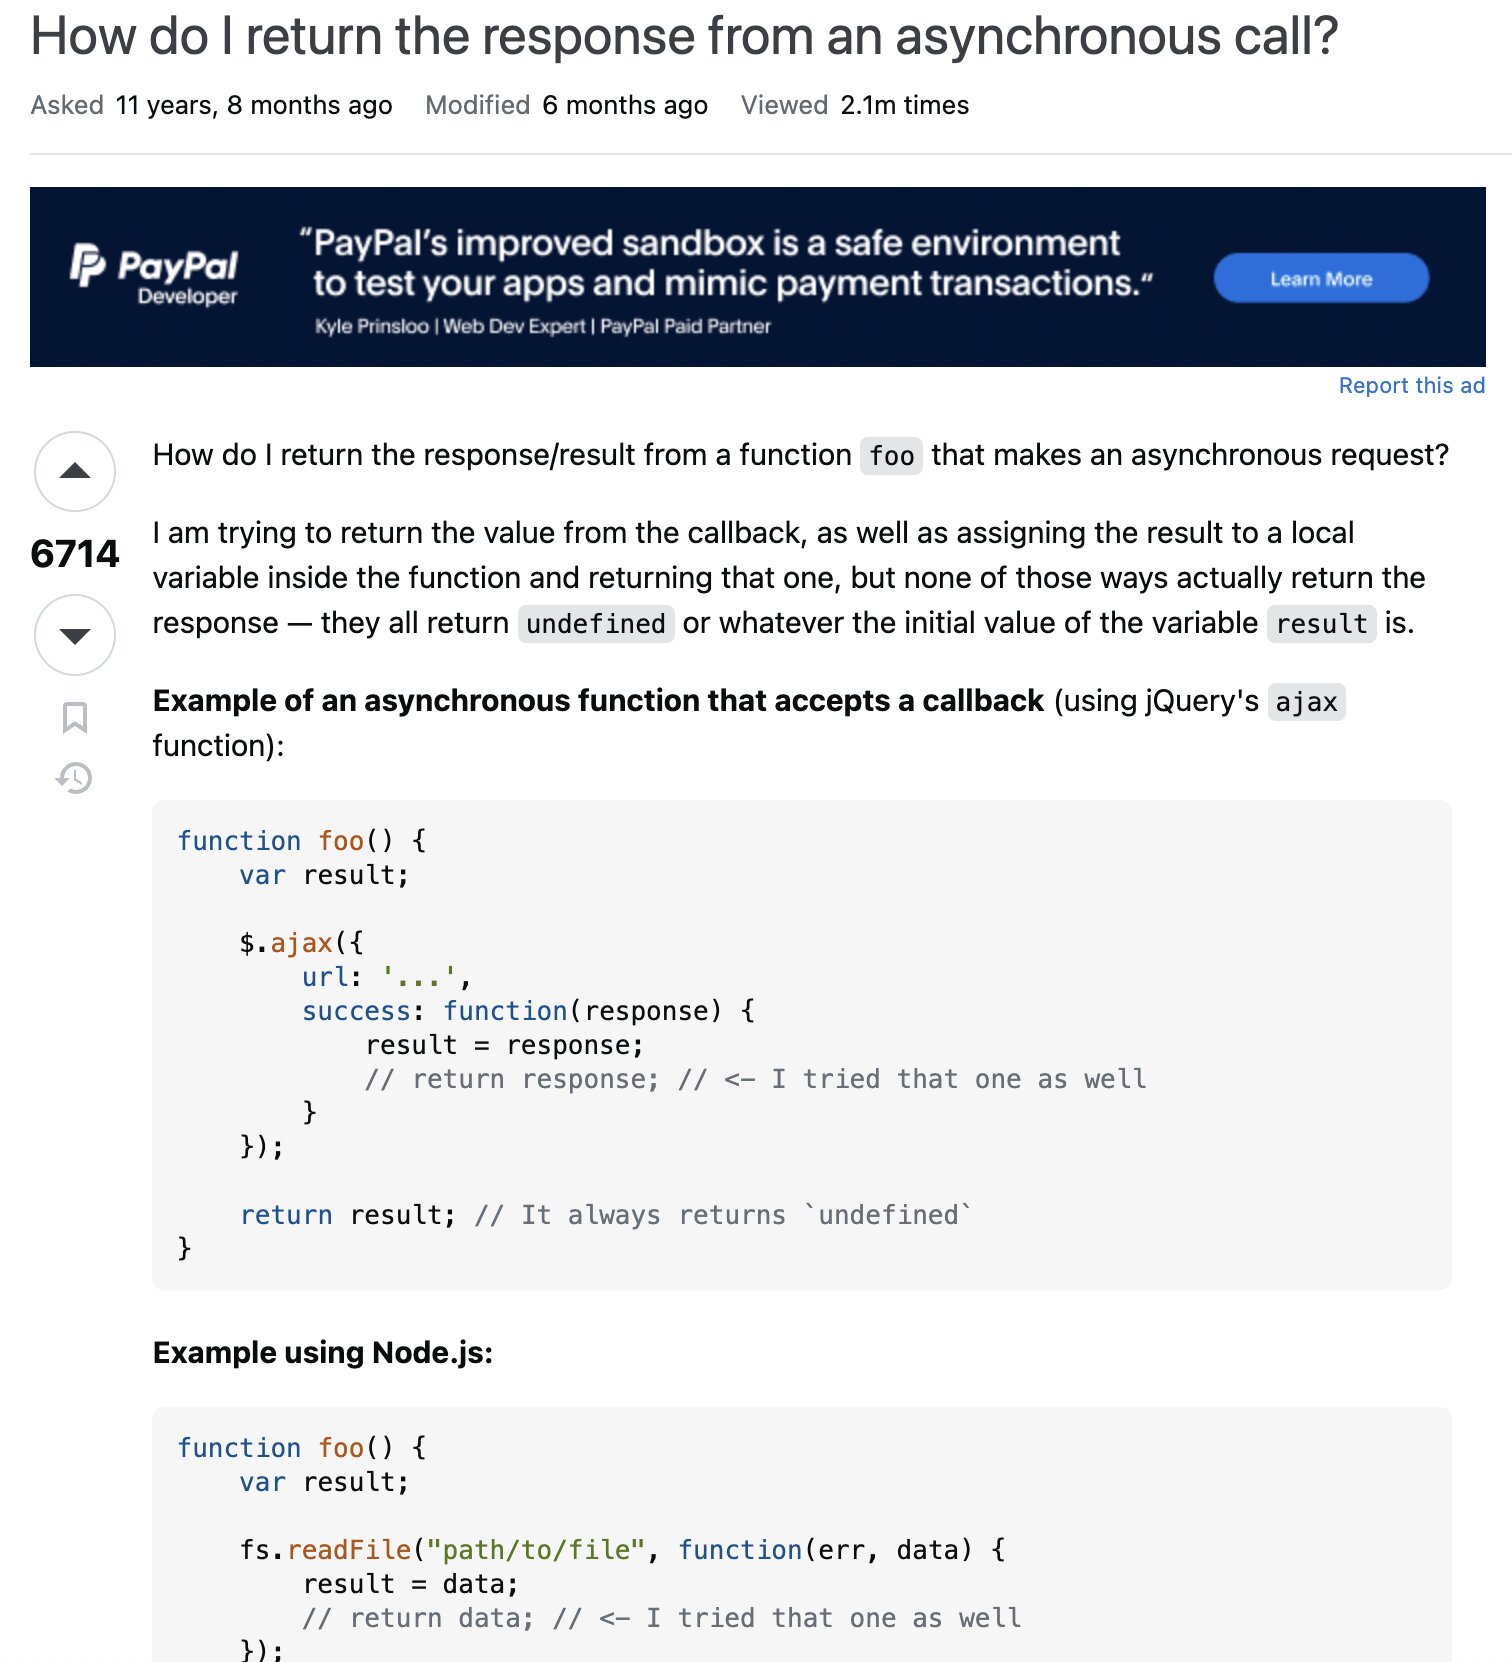 How do I return the response from an asynchronous call?
Asked 11 years, 8 months ago Modified 6 months ago Viewed 2.1m times
PayPal
Developer
“PayPal’s improved sandbox is a safe environment
to test your apps and mimic payment transactions.“
Kyle Prinsloo | Web Dev Expert | PayPal Paid Partner
Learn More
Report this ad
6714
How do I return the response/result from a function foo that makes an asynchronous request?
I am trying to return the value from the callback, as well as assigning the result to a local
variable inside the function and returning that one, but none of those ways actually return the
response — they all return undefined or whatever the initial value of the variable result is.
Example of an asynchronous function that accepts a callback (using jQuery's ajax
function):
function foo() {
    var result;

    $.ajax({
        url: '...',
        success: function(response) {
            result = response;
            // return response; // <- I tried that one as well
        }
    });

    return result; // It always returns `undefined`
}
Example using Node.js:
function foo() {
    var result;

    fs.readFile("path/to/file", function(err, data) {
        result = data;
        // return data; // <- I tried that one as well
    });